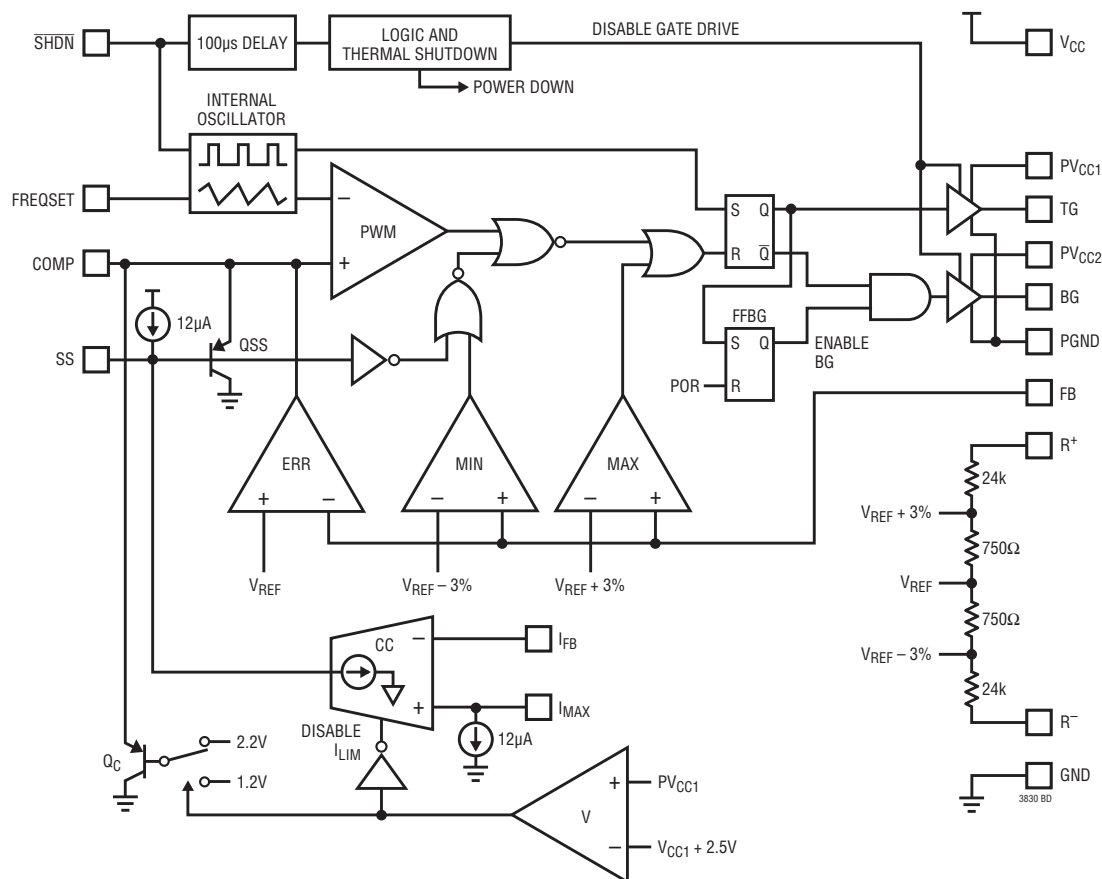 SHDN
100µs DELAY
LOGIC AND
THERMAL SHUTDOWN
DISABLE GATE DRIVE
VCC
POWER DOWN
INTERNAL
OSCILLATOR
FREQSET
PWM
−
+
S Q
R Q
PVCC1
TG
PVCC2
BG
PGND
COMP
12µA
SS
QSS
FFBG
S Q
R
POR
ENABLE
BG
FB
ERR
+ −
MIN
− +
MAX
− +
VREF
VREF – 3%
VREF + 3%
R+
24k
VREF + 3%
750Ω
VREF
750Ω
VREF – 3%
24k
R–
GND
3830 BD
CC
−
+
IFB
IMAX
12µA
DISABLE
ILIM
QC
2.2V
1.2V
V
+
−
PVCC1
VCC1 + 2.5V